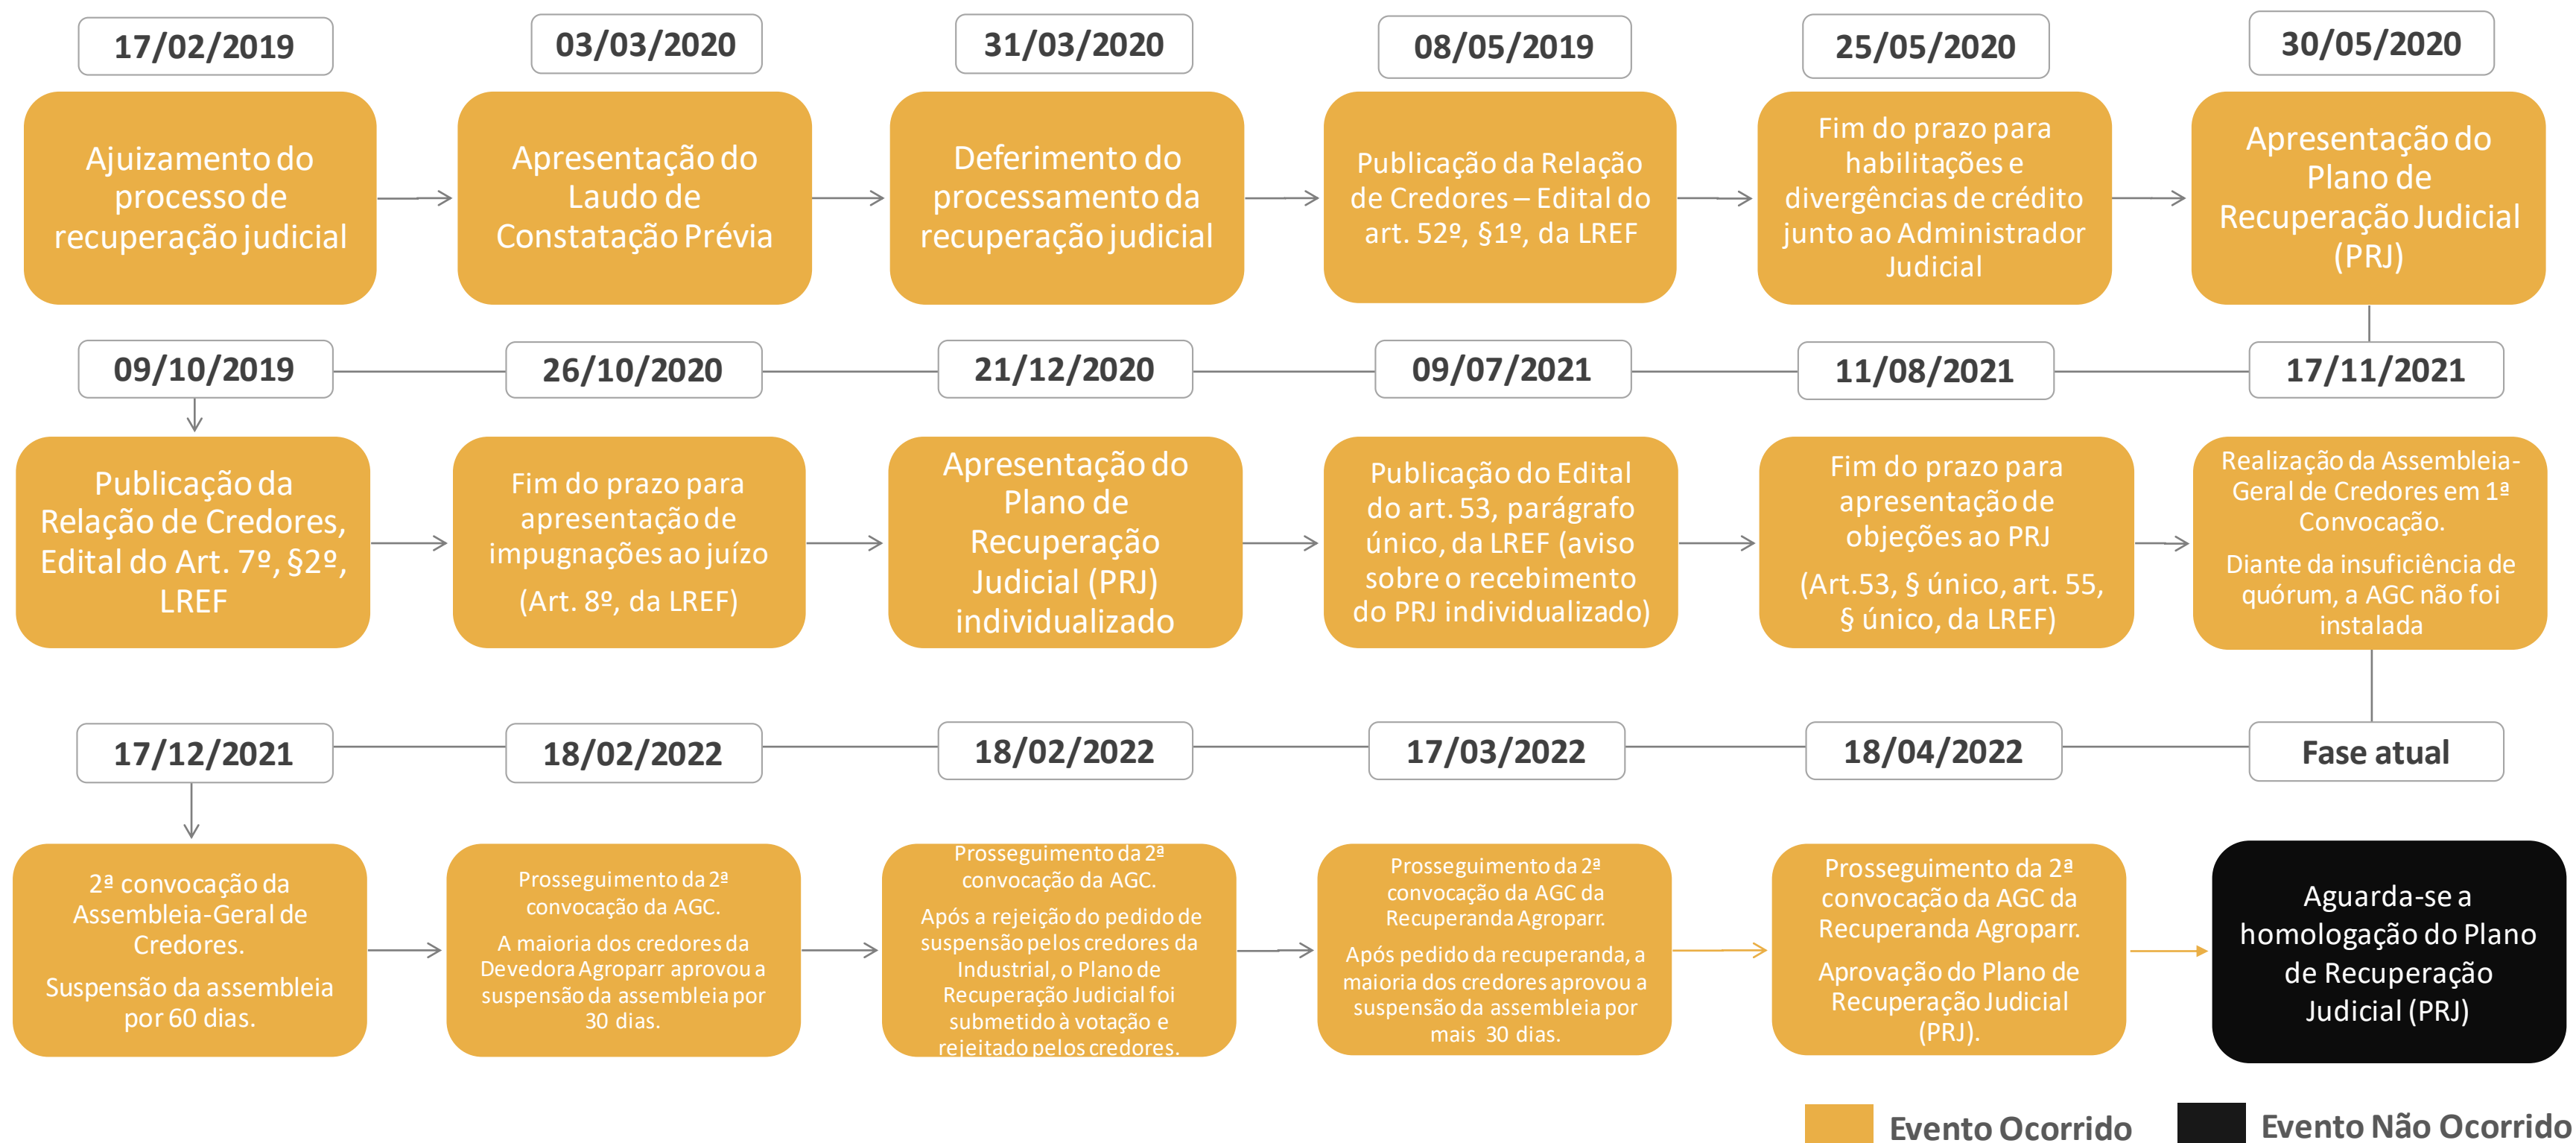 17/02/2019
03/03/2020
31/03/2020
08/05/2019
25/05/2020
30/05/2020
Ajuizamento do
processo de
recuperação judicial
Apresentação do
Laudo de
Constatação Prévia
Deferimento do
processamento da
recuperação judicial
Publicação da Relação
de Credores – Edital do
art. 52º, §1º, da LREF
Fim do prazo para
habilitações e
divergências de crédito
junto ao Administrador
Judicial
Apresentação do
Plano de
Recuperação Judicial
(PRJ)
09/10/2019
26/10/2020
21/12/2020
09/07/2021
11/08/2021
17/11/2021
Publicação da
Relação de Credores,
Edital do Art. 7º, §2º,
LREF
Fim do prazo para
apresentação de
impugnações ao juízo
(Art. 8º, da LREF)
Apresentação do
Plano de
Recuperação
Judicial (PRJ)
individualizado
Publicação do Edital
do art. 53, parágrafo
único, da LREF (aviso
sobre o recebimento
do PRJ individualizado)
Fim do prazo para
apresentação de
objeções ao PRJ
(Art.53, § único, art. 55,
§ único, da LREF)
Realização da Assembleia-
Geral de Credores em 1ª
Convocação.
Diante da insuficiência de
quórum, a AGC não foi
instalada
17/12/2021
18/02/2022
18/02/2022
17/03/2022
18/04/2022
Fase atual
2ª convocação da
Assembleia-Geral de
Credores.
Suspensão da assembleia
por 60 dias.
Prosseguimento da 2ª
convocação da AGC.
A maioria dos credores da
Devedora Agroparr aprovou a
suspensão da assembleia por
30 dias.
Prosseguimento da 2ª
convocação da AGC.
Após a rejeição do pedido de
suspensão pelos credores da
Industrial, o Plano de
Recuperação Judicial foi
submetido à votação e
rejeitado pelos credores.
Prosseguimento da 2ª
convocação da AGC da
Recuperanda Agroparr.
Após pedido da recuperanda, a
maioria dos credores aprovou a
suspensão da assembleia por
mais 30 dias.
Prosseguimento da 2ª
convocação da AGC da
Recuperanda Agroparr.
Aprovação do Plano de
Recuperação Judicial
(PRJ).
Aguarda-se a
homologação do Plano
de Recuperação
Judicial (PRJ)
Evento Ocorrido
Evento Não Ocorrido